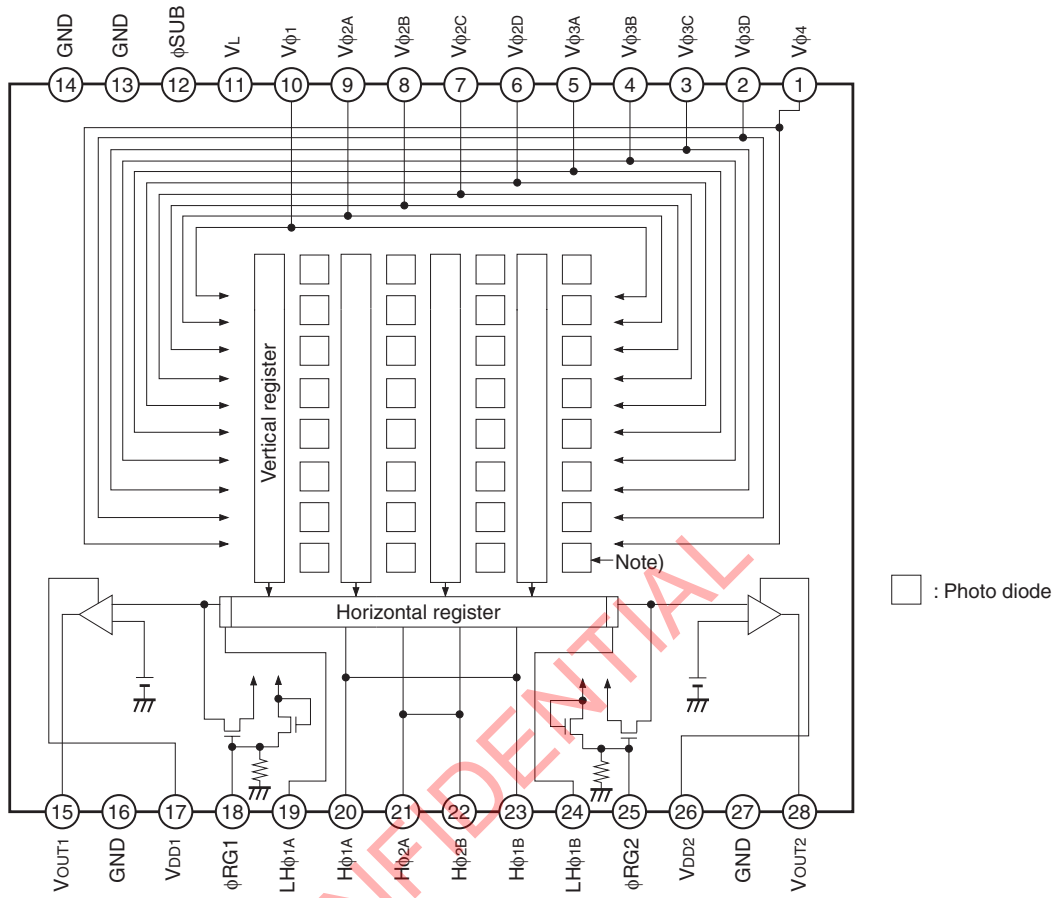 GND
GND
φSUB
VL
Vφ1
Vφ2A
Vφ2B
Vφ2C
Vφ2D
Vφ3A
Vφ3B
Vφ3C
Vφ3D
Vφ4
14
13
12
11
10
9
8
7
6
5
4
3
2
1
Vertical register
Note)
: Photo diode
Horizontal register
15
16
17
18
19
20
21
22
23
24
25
26
27
28
VOUT1
GND
VDD1
φRG1
LHφ1A
Hφ1A
Hφ2A
Hφ2B
Hφ1B
LHφ1B
φRG2
VDD2
GND
VOUT2
NFIDENTIAL